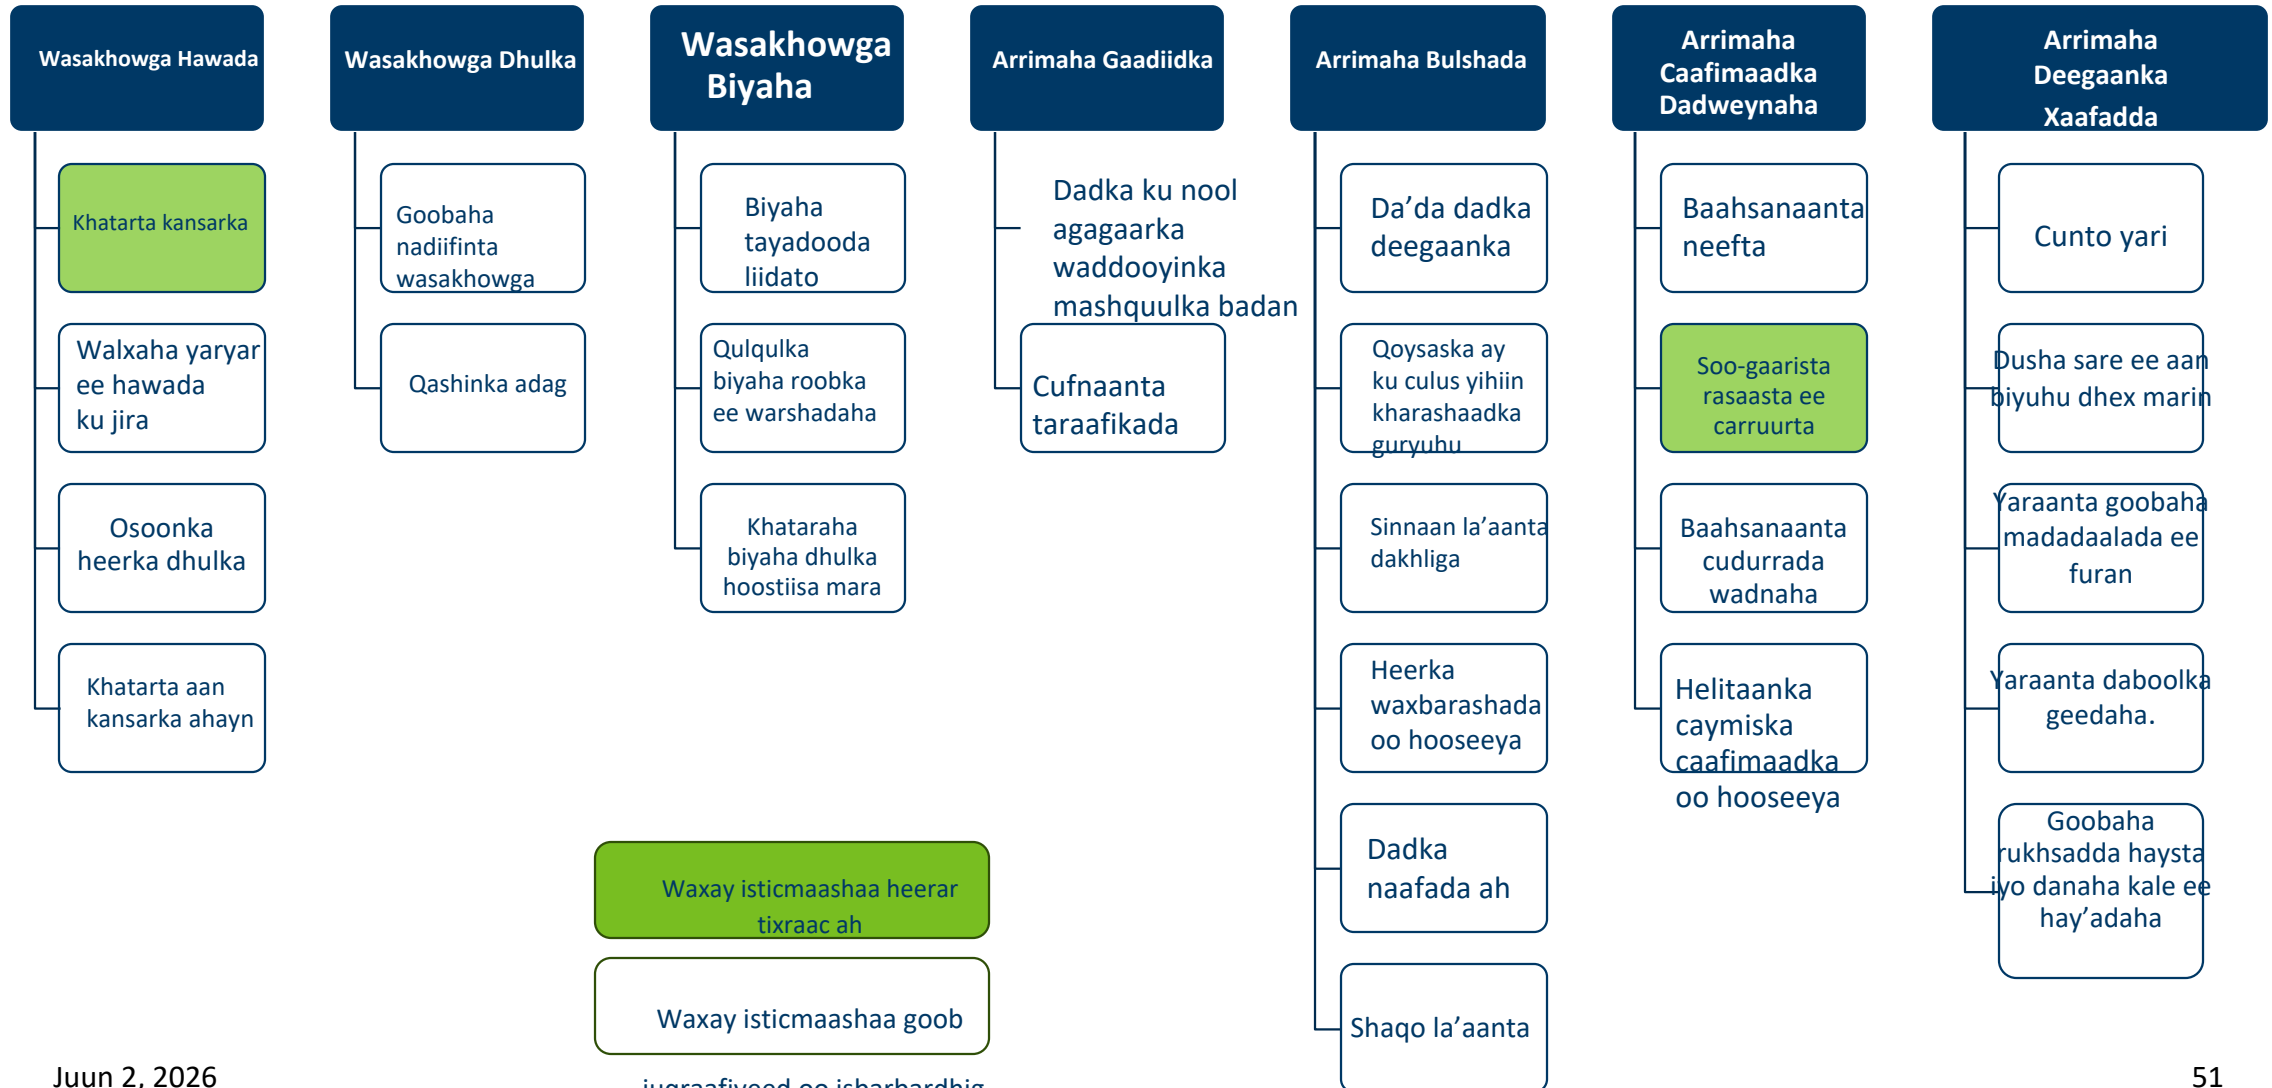 Wasakhowga Hawada
Khatarta kansarka
Walxaha yaryar
ee hawada
ku jira
Osoonka
heerka dhulka
Khatarta aan
kansarka ahayn
Wasakhowga Dhulka
Goobaha
nadiifinta
wasakhowga
Qashinka adag
Wasakhowga
Biyaha
Biyaha
tayadooda
liidato
Qulqulka
biyaha roobka
ee warshadaha
Khataraha
biyaha dhulka
hoostiisa mara
Arrimaha Gaadiidka
Dadka ku nool
agagaarka
waddooyinka
mashquulka badan
Cufnaanta
taraafikada
Arrimaha Bulshada
Da’da dadka
deegaanka
Qoysaska ay
ku culus yihiin
kharashaadka
guryuhu
Sinnaan la’aanta
dakhliga
Heerka
waxbarashada
oo hooseeya
Dadka
naafada ah
Shaqo la’aanta
Arrimaha
Caafimaadka
Dadweynaha
Baahsanaanta
neefta
Soo-gaarista
rasaasta ee
carruurta
Baahsanaanta
cudurrada
wadnaha
Helitaanka
caymiska
caafimaadka
oo hooseeya
Arrimaha
Deegaanka
Xaafadda
Cunto yari
Dusha sare ee aan
biyuhu dhex marin
Yaraanta goobaha
madadaalada ee
furan
Yaraanta daboolka
geedaha.
Goobaha
rukhsadda haysta
iyo danaha kale ee
hay’adaha
Waxay isticmaashaa heerar
tixraac ah
Waxay isticmaashaa goob
juqraafiyeed oo isbarbardhig
Juun 2, 2026
51